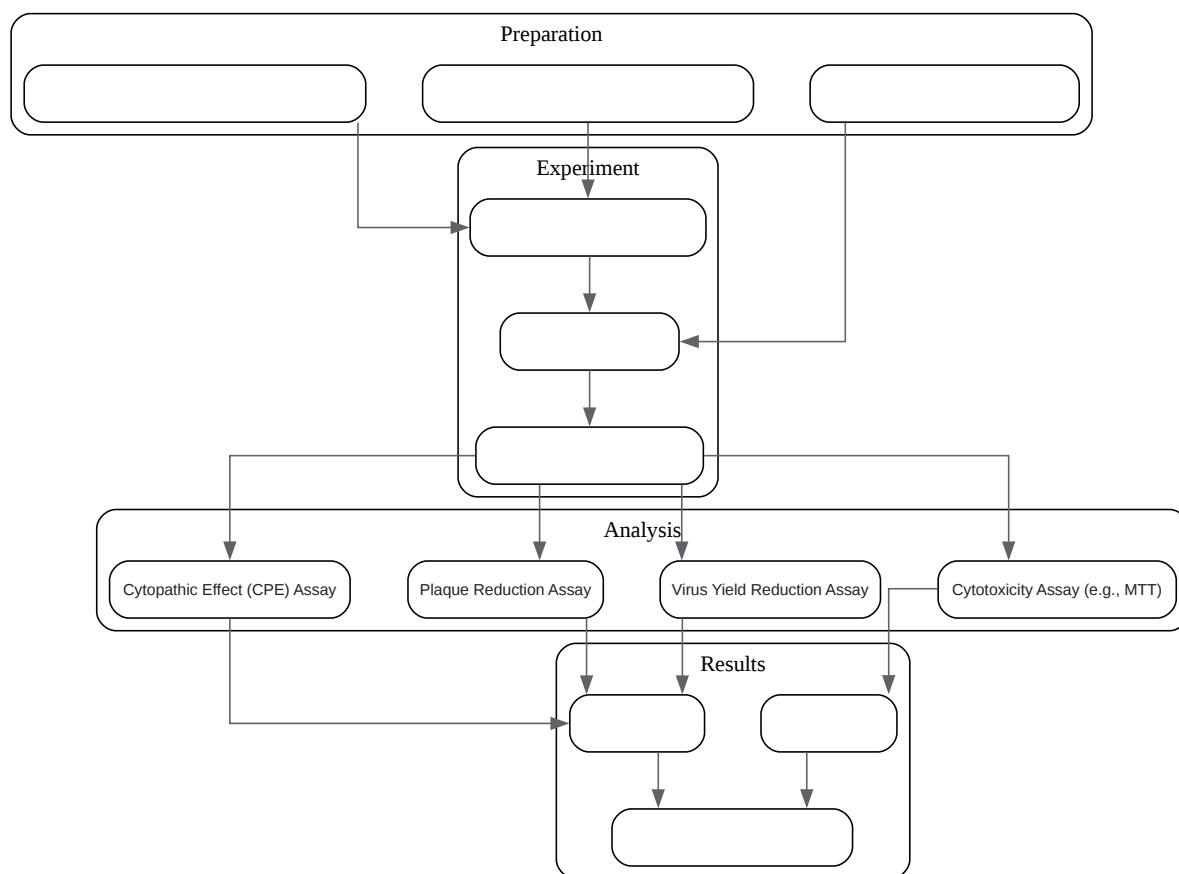 Preparation
Experiment
Analysis
Cytopathic Effect (CPE) Assay
Plaque Reduction Assay
Virus Yield Reduction Assay
Cytotoxicity Assay (e.g., MTT)
Results